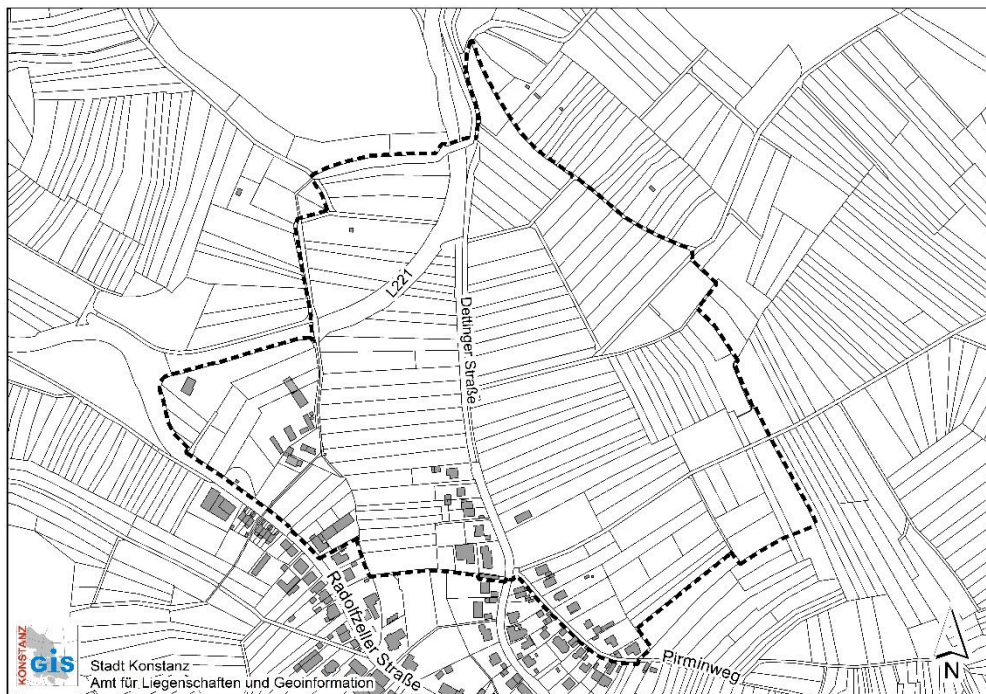 L221
Dettinger Straße
Radolfzeller Straße
Pirminweg
N
KONSTANZ
GiS
Stadt Konstanz
Amt für Liegenschaften und Geoinformation